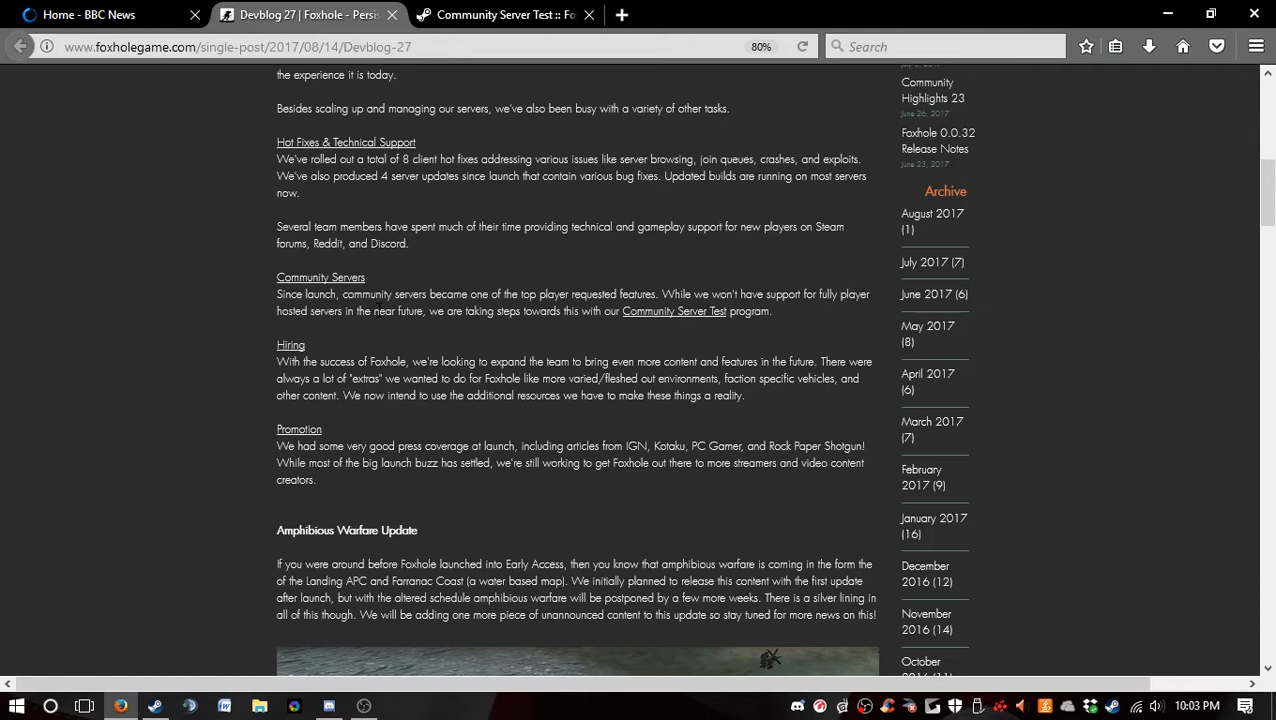 Home - BBC News
Devblog 27 | Foxhole - Persis
Community Server Test :: Fo
www.foxholegame.com/single-post/2017/08/14/Devblog-27
80%
Search
the experience it is today.
Besides scaling up and managing our servers, we've also been busy with a variety of other tasks.
Hot Fixes & Technical Support
We've rolled out a total of 8 client hot fixes addressing various issues like server browsing, join queues, crashes, and exploits.
We've also produced 4 server updates since launch that contain various bug fixes. Updated builds are running on most servers
now.
Several team members have spent much of their time providing technical and gameplay support for new players on Steam
forums, Reddit, and Discord.
Community Servers
Since launch, community servers became one of the top player requested features. While we won't have support for fully player
hosted servers in the near future, we are taking steps towards this with our Community Server Test program.
Hiring
With the success of Foxhole, we're looking to expand the team to bring even more content and features in the future. There were
always a lot of "extras" we wanted to do for Foxhole like more varied/fleshed out environments, faction specific vehicles, and
other content. We now intend to use the additional resources we have to make these things a reality.
Promotion
We had some very good press coverage at launch, including articles from IGN, Kotaku, PC Gamer, and Rock Paper Shotgun!
While most of the big launch buzz has settled, we're still working to get Foxhole out there to more streamers and video content
creators.
Amphibious Warfare Update
If you were around before Foxhole launched into Early Access, then you know that amphibious warfare is coming in the form the
of the Landing APC and Farranac Coast (a water based map). We initially planned to release this content with the first update
after launch, but with the altered schedule amphibious warfare will be postponed by a few more weeks. There is a silver lining in
all of this though. We will be adding one more piece of unannounced content to this update so stay tuned for more news on this!
Community
Highlights 23
June 26, 2017
Foxhole 0.0.32
Release Notes
June 23, 2017
Archive
August 2017
(1)
July 2017 (7)
June 2017 (6)
May 2017
(8)
April 2017
(6)
March 2017
(7)
February
2017 (9)
January 2017
(16)
December
2016 (12)
November
2016 (14)
October
10:03 PM